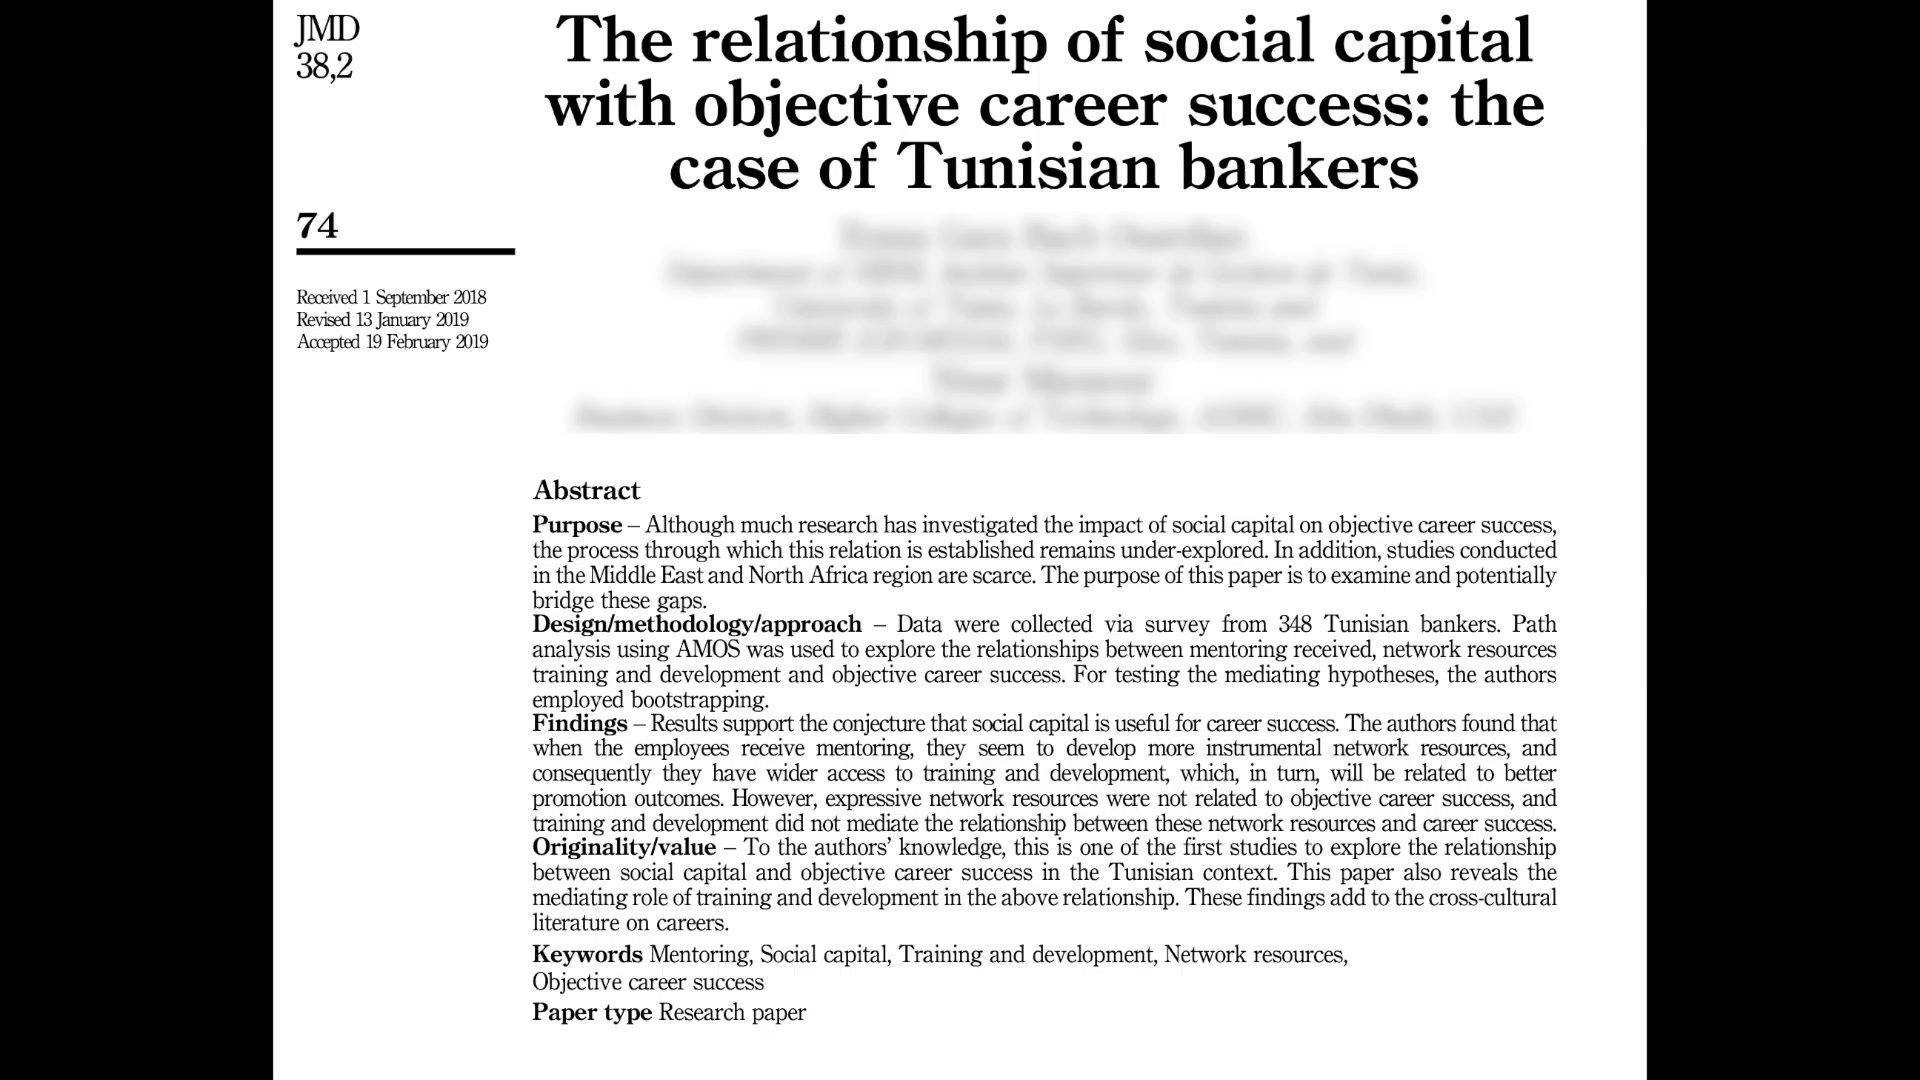 JMD
38,2
74
Received 1 September 2018
Revised 13 January 2019
Accepted 19 February 2019
The relationship of social capital
with objective career success: the
case of Tunisian bankers
Abstract
Purpose – Although much research has investigated the impact of social capital on objective career success,
the process through which this relation is established remains under-explored. In addition, studies conducted
in the Middle East and North Africa region are scarce. The purpose of this paper is to examine and potentially
bridge these gaps.
Design/methodology/approach – Data were collected via survey from 348 Tunisian bankers. Path
analysis using AMOS was used to explore the relationships between mentoring received, network resources
training and development and objective career success. For testing the mediating hypotheses, the authors
employed bootstrapping.
Findings – Results support the conjecture that social capital is useful for career success. The authors found that
when the employees receive mentoring, they seem to develop more instrumental network resources, and
consequently they have wider access to training and development, which, in turn, will be related to better
promotion outcomes. However, expressive network resources were not related to objective career success, and
training and development did not mediate the relationship between these network resources and career success.
Originality/value – To the authors’ knowledge, this is one of the first studies to explore the relationship
between social capital and objective career success in the Tunisian context. This paper also reveals the
mediating role of training and development in the above relationship. These findings add to the cross-cultural
literature on careers.
Keywords Mentoring, Social capital, Training and development, Network resources,
Objective career success
Paper type Research paper